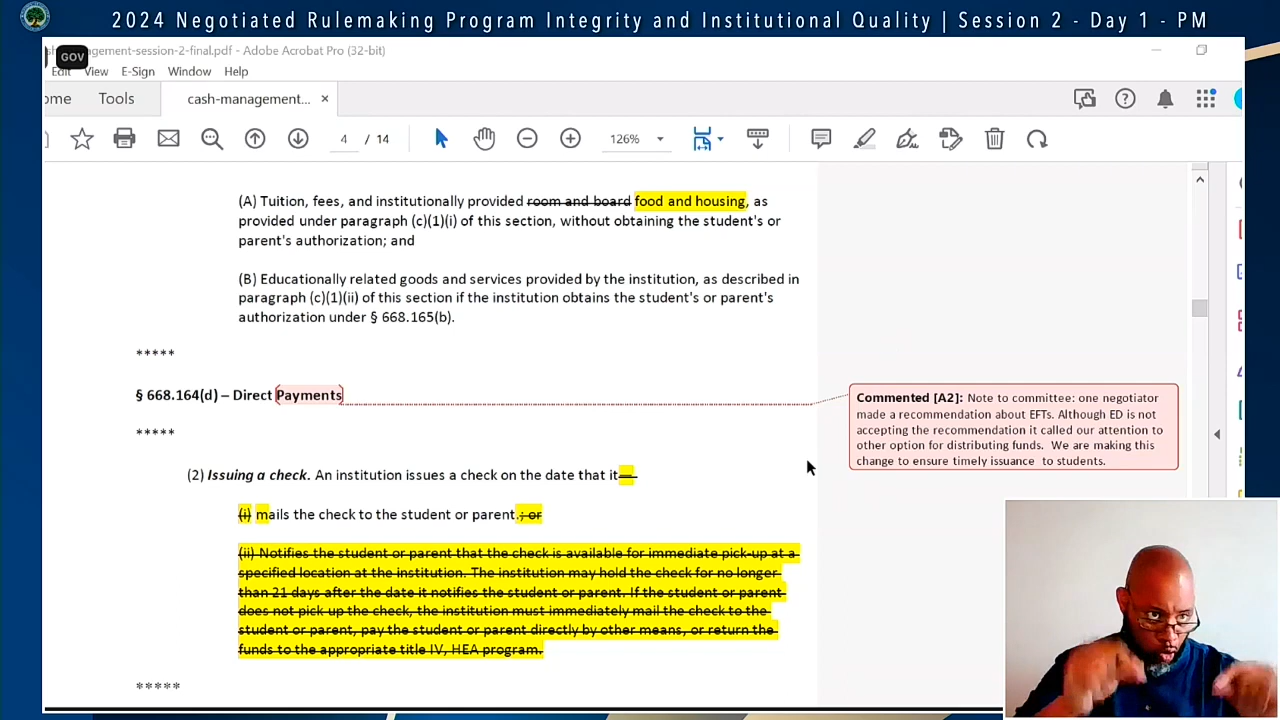 2024 Negotiated Rulemaking Program Integrity and Institutional Quality | Session 2 - Day 1 - PM
sh-management-session-2-final.pdf - Adobe Acrobat Pro (32-bit)
GOV
Edit View E-Sign Window Help
ome Tools cash-management... ×
4 / 14 126%
(A) Tuition, fees, and institutionally provided room and board food and housing, as
provided under paragraph (c)(1)(i) of this section, without obtaining the student's or
parent's authorization; and
(B) Educationally related goods and services provided by the institution, as described in
paragraph (c)(1)(ii) of this section if the institution obtains the student's or parent's
authorization under § 668.165(b).
*****
§ 668.164(d) – Direct Payments
Commented [A2]: Note to committee: one negotiator
made a recommendation about EFTs. Although ED is not
accepting the recommendation it called our attention to
other option for distributing funds. We are making this
change to ensure timely issuance to students.
*****
(2) Issuing a check. An institution issues a check on the date that it—
(i) mails the check to the student or parent.; or
(ii) Notifies the student or parent that the check is available for immediate pick-up at a
specified location at the institution. The institution may hold the check for no longer
than 21 days after the date it notifies the student or parent. If the student or parent
does not pick up the check, the institution must immediately mail the check to the
student or parent, pay the student or parent directly by other means, or return the
funds to the appropriate title IV, HEA program.
*****